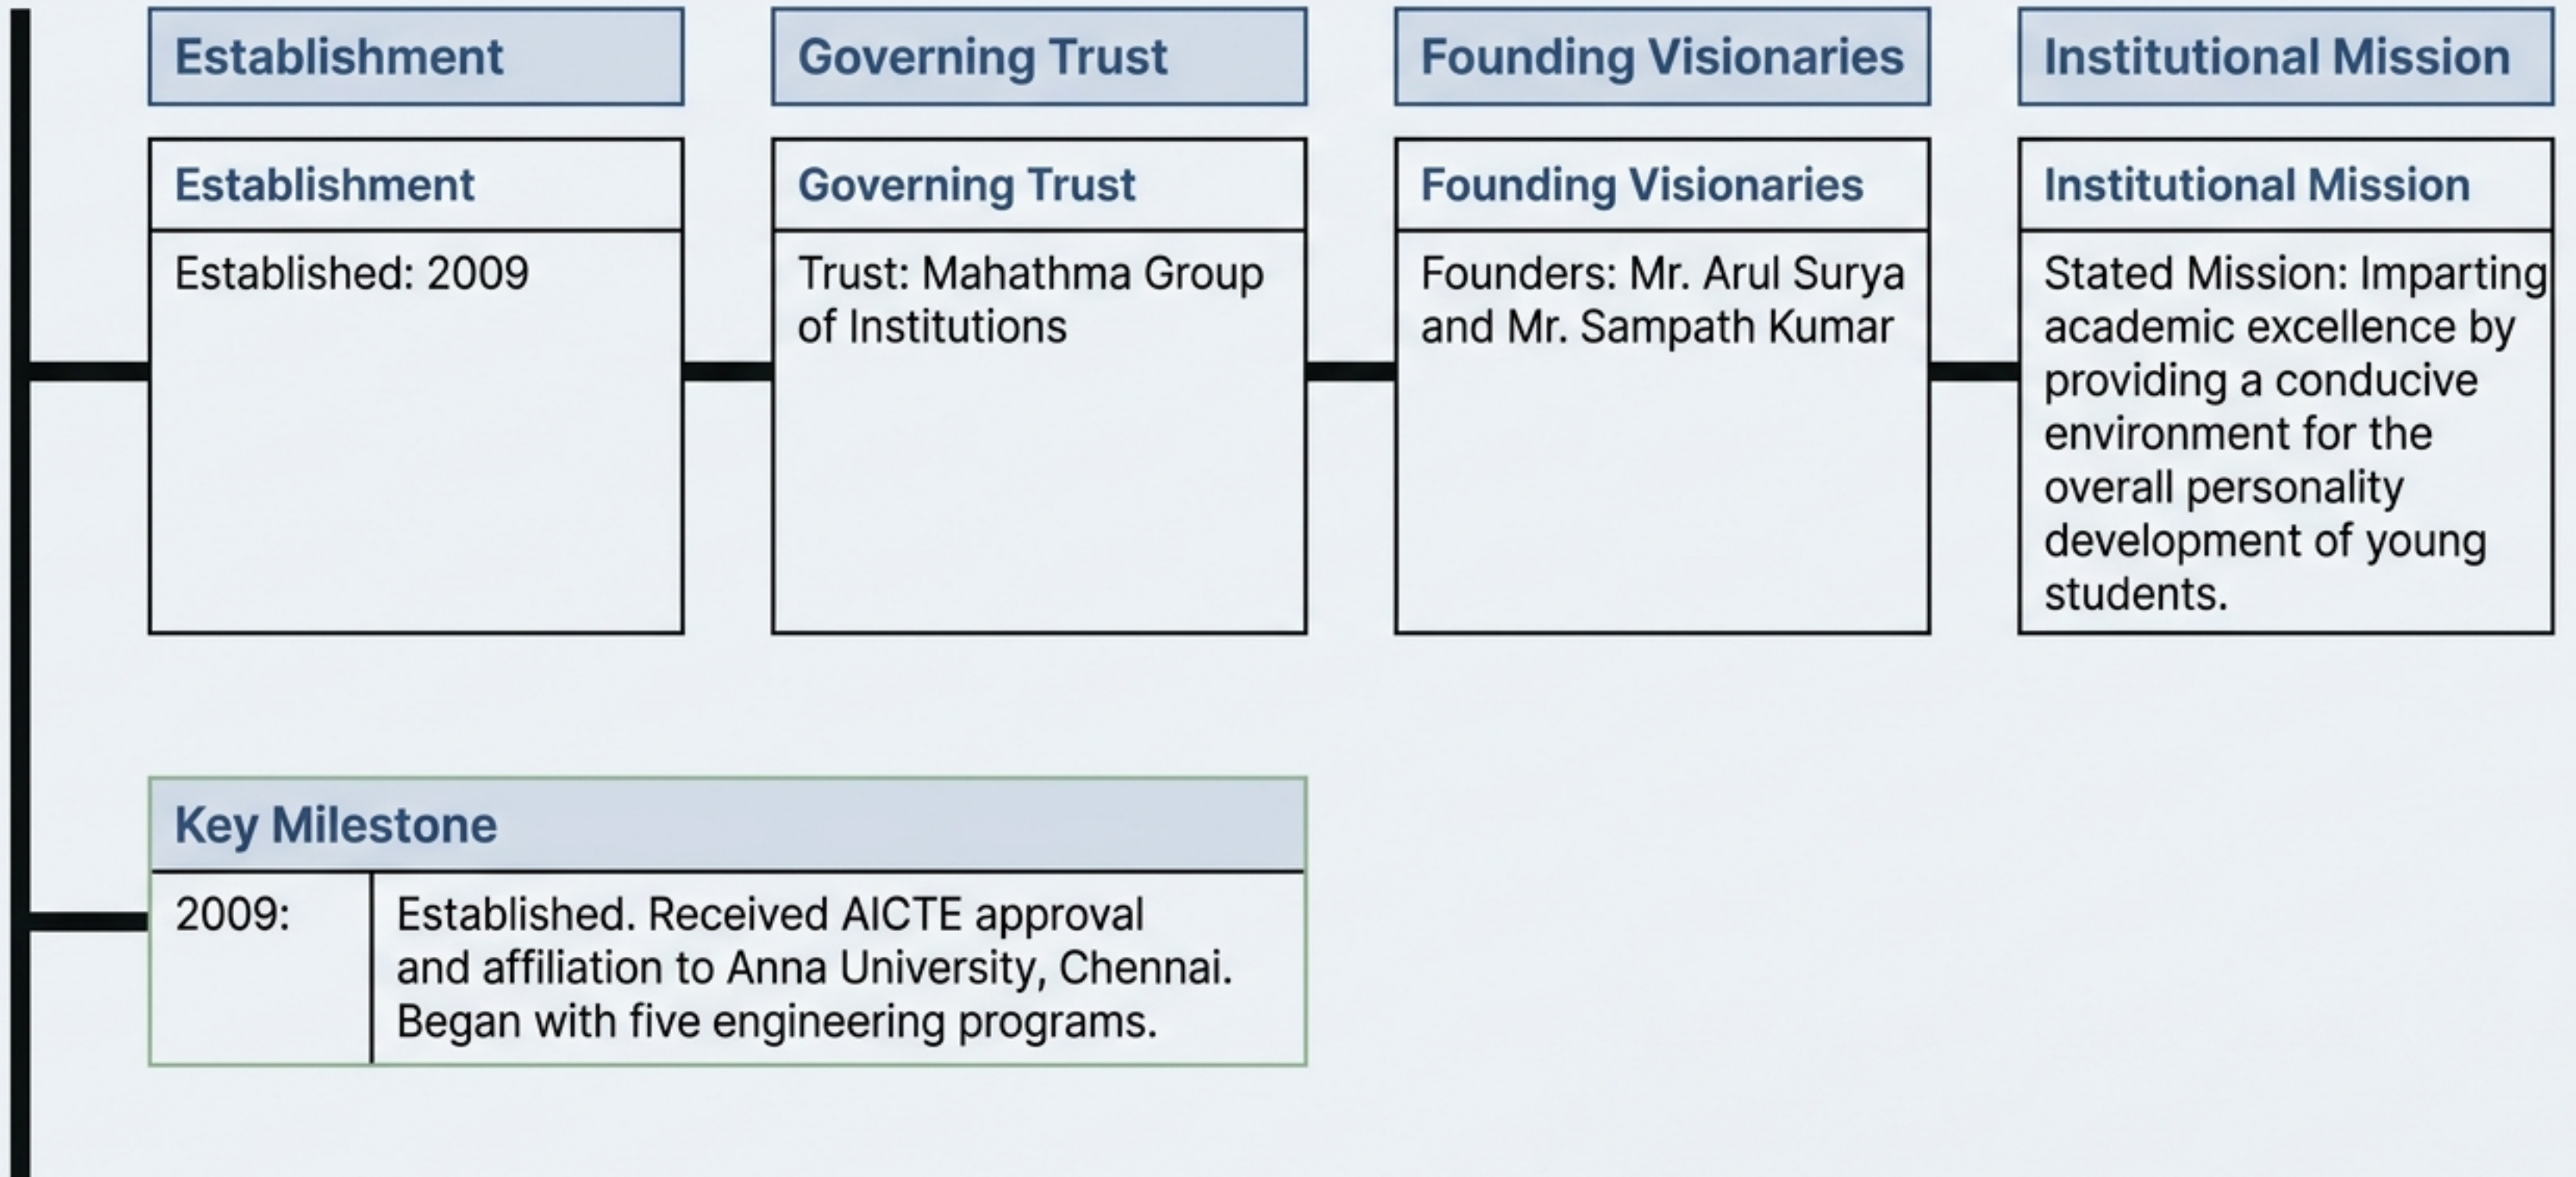 Establishment
Governing Trust
Founding Visionaries
Institutional Mission
Establishment
Established: 2009
Governing Trust
Trust: Mahathma Group
of Institutions
Founding Visionaries
Founders: Mr. Arul Surya
and Mr. Sampath Kumar
Institutional Mission
Stated Mission: Imparting
academic excellence by
providing a conducive
environment for the
overall personality
development of young
students.
Key Milestone
2009:
Established. Received AICTE approval
and affiliation to Anna University, Chennai.
Began with five engineering programs.